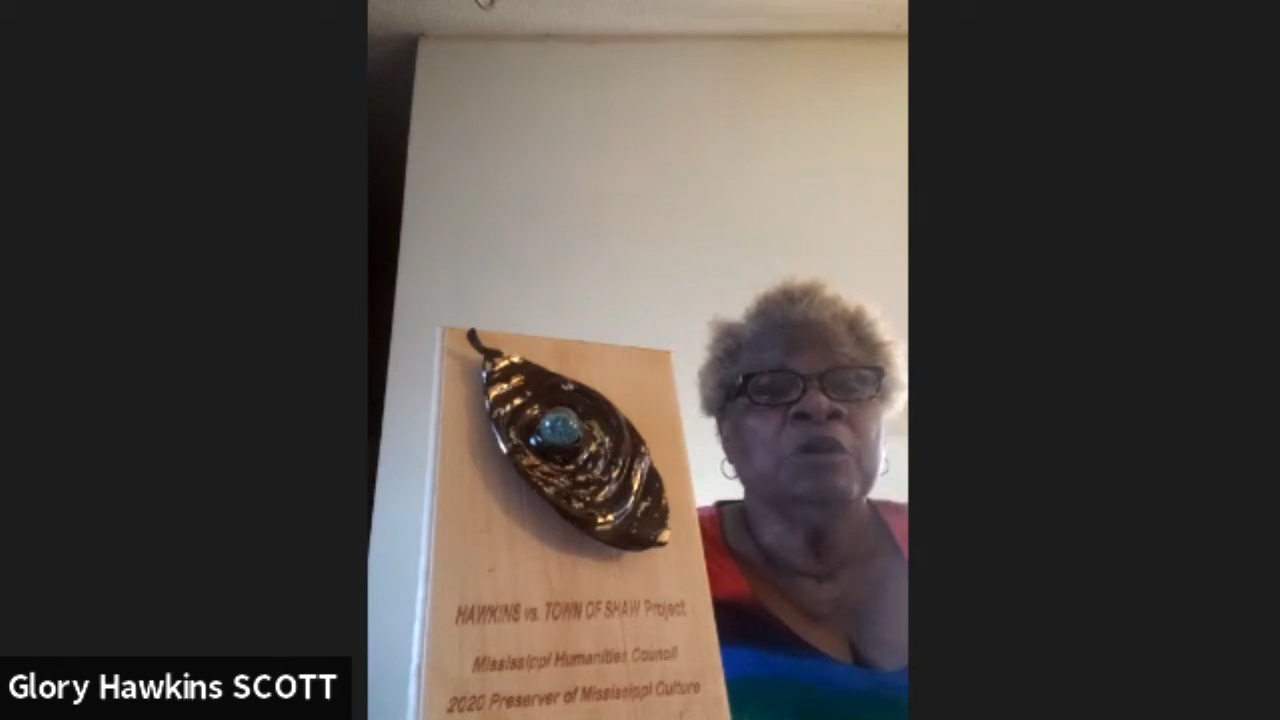 HAWKINS vs. TOWN OF SHAW Project
Mississippi Humanities Council
2020 Preserver of Mississippi Culture
Glory Hawkins SCOTT